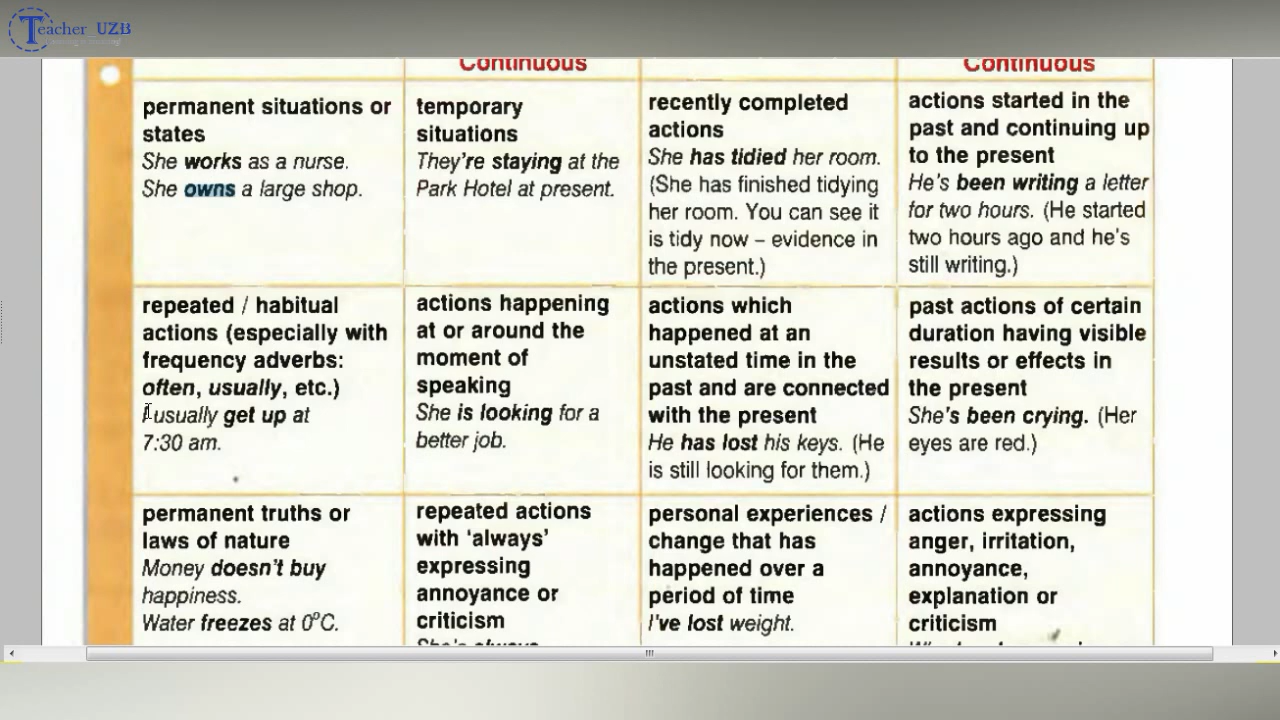 Teacher_UZB
Continuous
Continuous
permanent situations or
states
She works as a nurse.
She owns a large shop.
temporary
situations
They're staying at the
Park Hotel at present.
recently completed
actions
She has tidied her room.
(She has finished tidying
her room. You can see it
is tidy now – evidence in
the present.)
actions started in the
past and continuing up
to the present
He's been writing a letter
for two hours. (He started
two hours ago and he's
still writing.)
repeated / habitual
actions (especially with
frequency adverbs:
often, usually, etc.)
I usually get up at
7:30 am.
actions happening
at or around the
moment of
speaking
She is looking for a
better job.
actions which
happened at an
unstated time in the
past and are connected
with the present
He has lost his keys. (He
is still looking for them.)
past actions of certain
duration having visible
results or effects in
the present
She's been crying. (Her
eyes are red.)
permanent truths or
laws of nature
Money doesn't buy
happiness.
Water freezes at 0°C.
repeated actions
with 'always'
expressing
annoyance or
criticism
She's always
personal experiences /
change that has
happened over a
period of time
I've lost weight.
actions expressing
anger, irritation,
annoyance,
explanation or
criticism